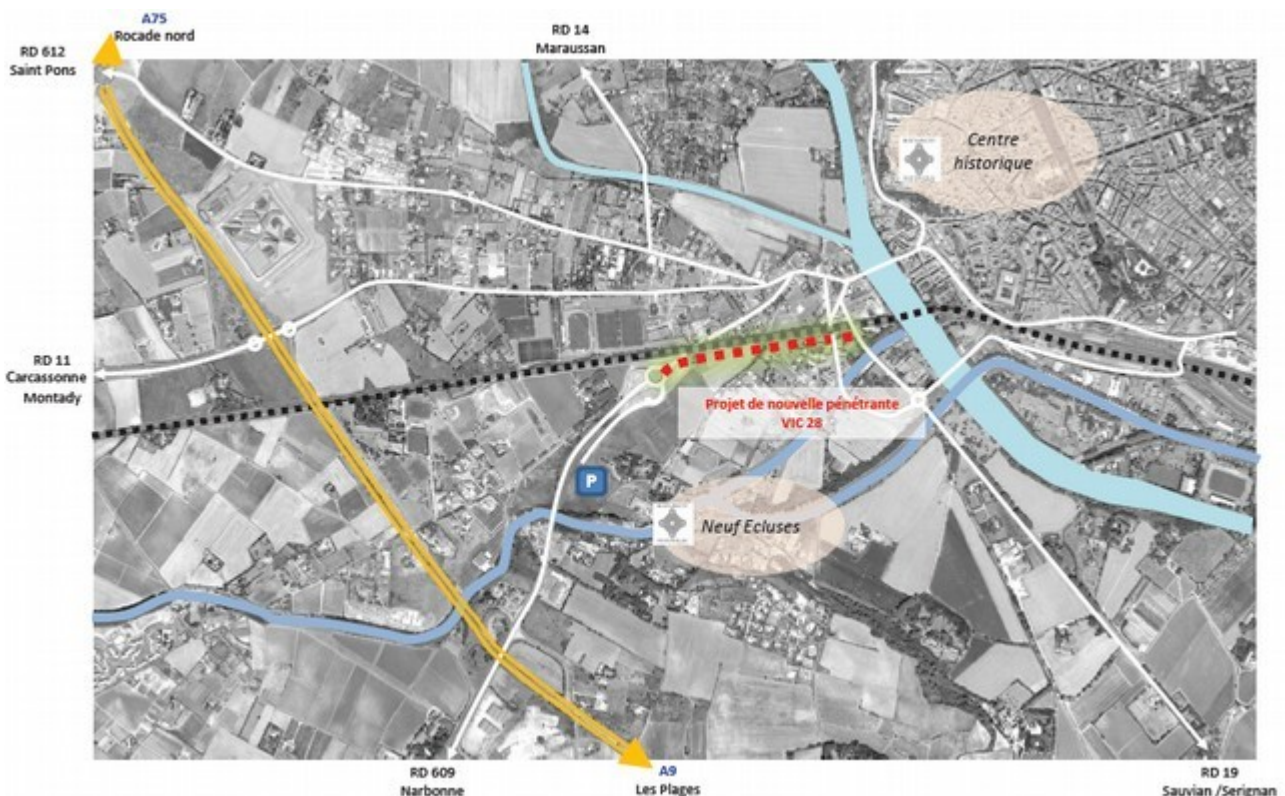 A75
Rocade nord
RD 612
Saint Pons
RD 14
Maraussan
Centre
historique
RD 11
Carcassonne
Montady
Projet de nouvelle pénétrante
VIC 28
P
Neuf Ecluses
RD 609
Narbonne
A9
Les Plages
RD 19
Sauvian /Serignan